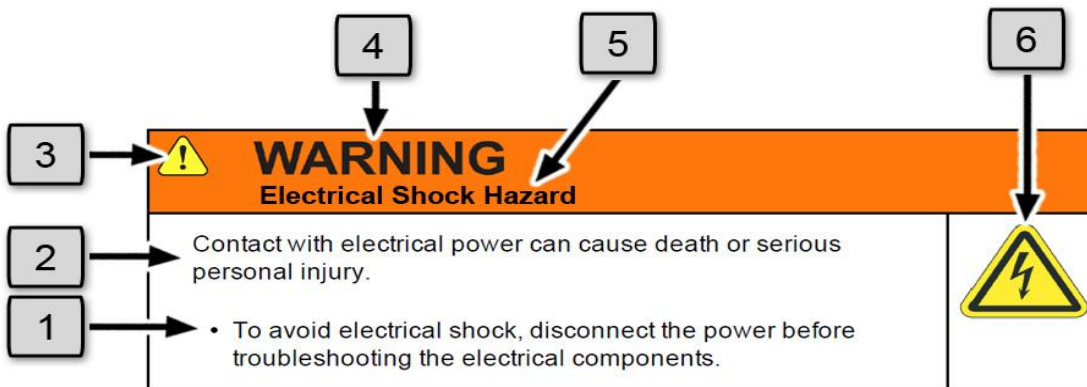 4
5
6
3
WARNING
Electrical Shock Hazard
2
Contact with electrical power can cause death or serious
personal injury.
1
• To avoid electrical shock, disconnect the power before
troubleshooting the electrical components.